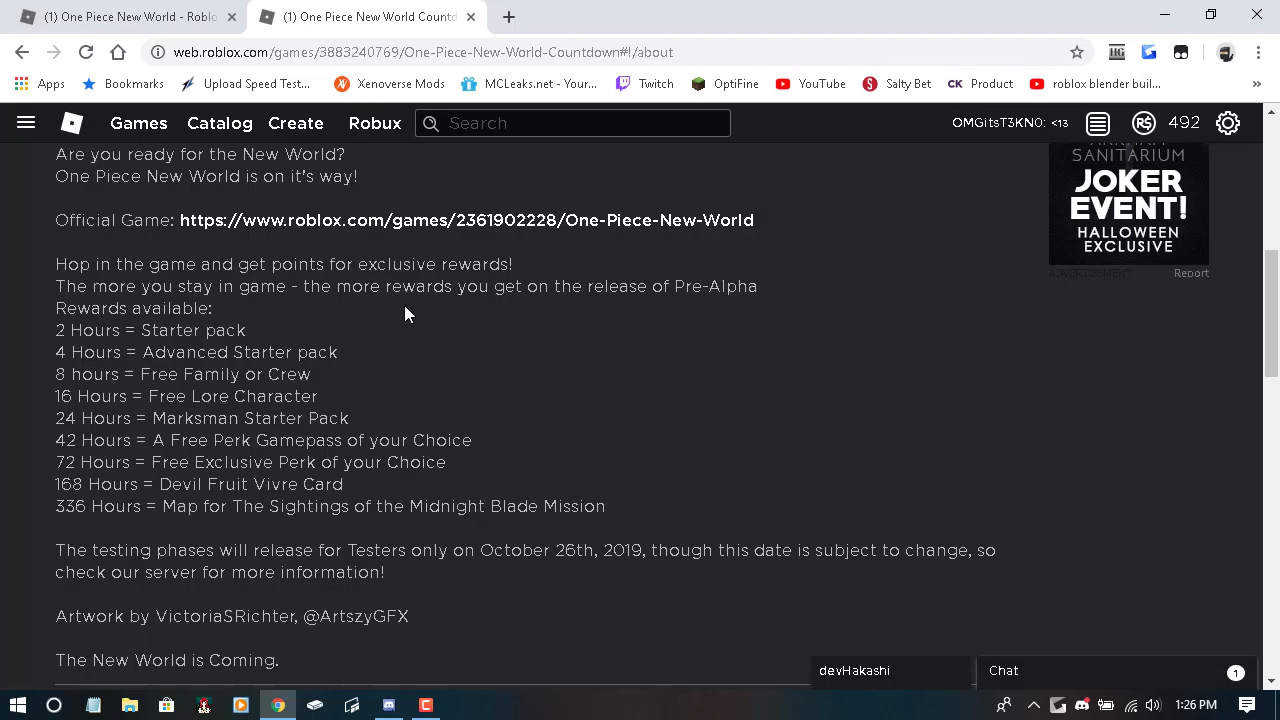 (1) One Piece New World - Roblo
(1) One Piece New World Countd
web.roblox.com/games/3883240769/One-Piece-New-World-Countdown#!/about
Apps
Bookmarks
Upload Speed Test...
Xenoverse Mods
MCLeaks.net - Your...
Twitch
OptiFine
YouTube
Salty Bet
CK Product
roblox blender buil...
»
Games
Catalog
Create
Robux
Search
OMGitsT3KN0: <13
R$ 492
Are you ready for the New World?
One Piece New World is on it's way!
Official Game: https://www.roblox.com/games/2361902228/One-Piece-New-World
Hop in the game and get points for exclusive rewards!
The more you stay in game - the more rewards you get on the release of Pre-Alpha
Rewards available:
2 Hours = Starter pack
4 Hours = Advanced Starter pack
8 hours = Free Family or Crew
16 Hours = Free Lore Character
24 Hours = Marksman Starter Pack
42 Hours = A Free Perk Gamepass of your Choice
72 Hours = Free Exclusive Perk of your Choice
168 Hours = Devil Fruit Vivre Card
336 Hours = Map for The Sightings of the Midnight Blade Mission
The testing phases will release for Testers only on October 26th, 2019, though this date is subject to change, so
check our server for more information!
Artwork by VictoriaSRichter, @ArtszyGFX
The New World is Coming.
SANITARIUM
JOKER
EVENT!
HALLOWEEN
EXCLUSIVE
ADVERTISEMENT
Report
devHakashi
Chat
1
1:26 PM